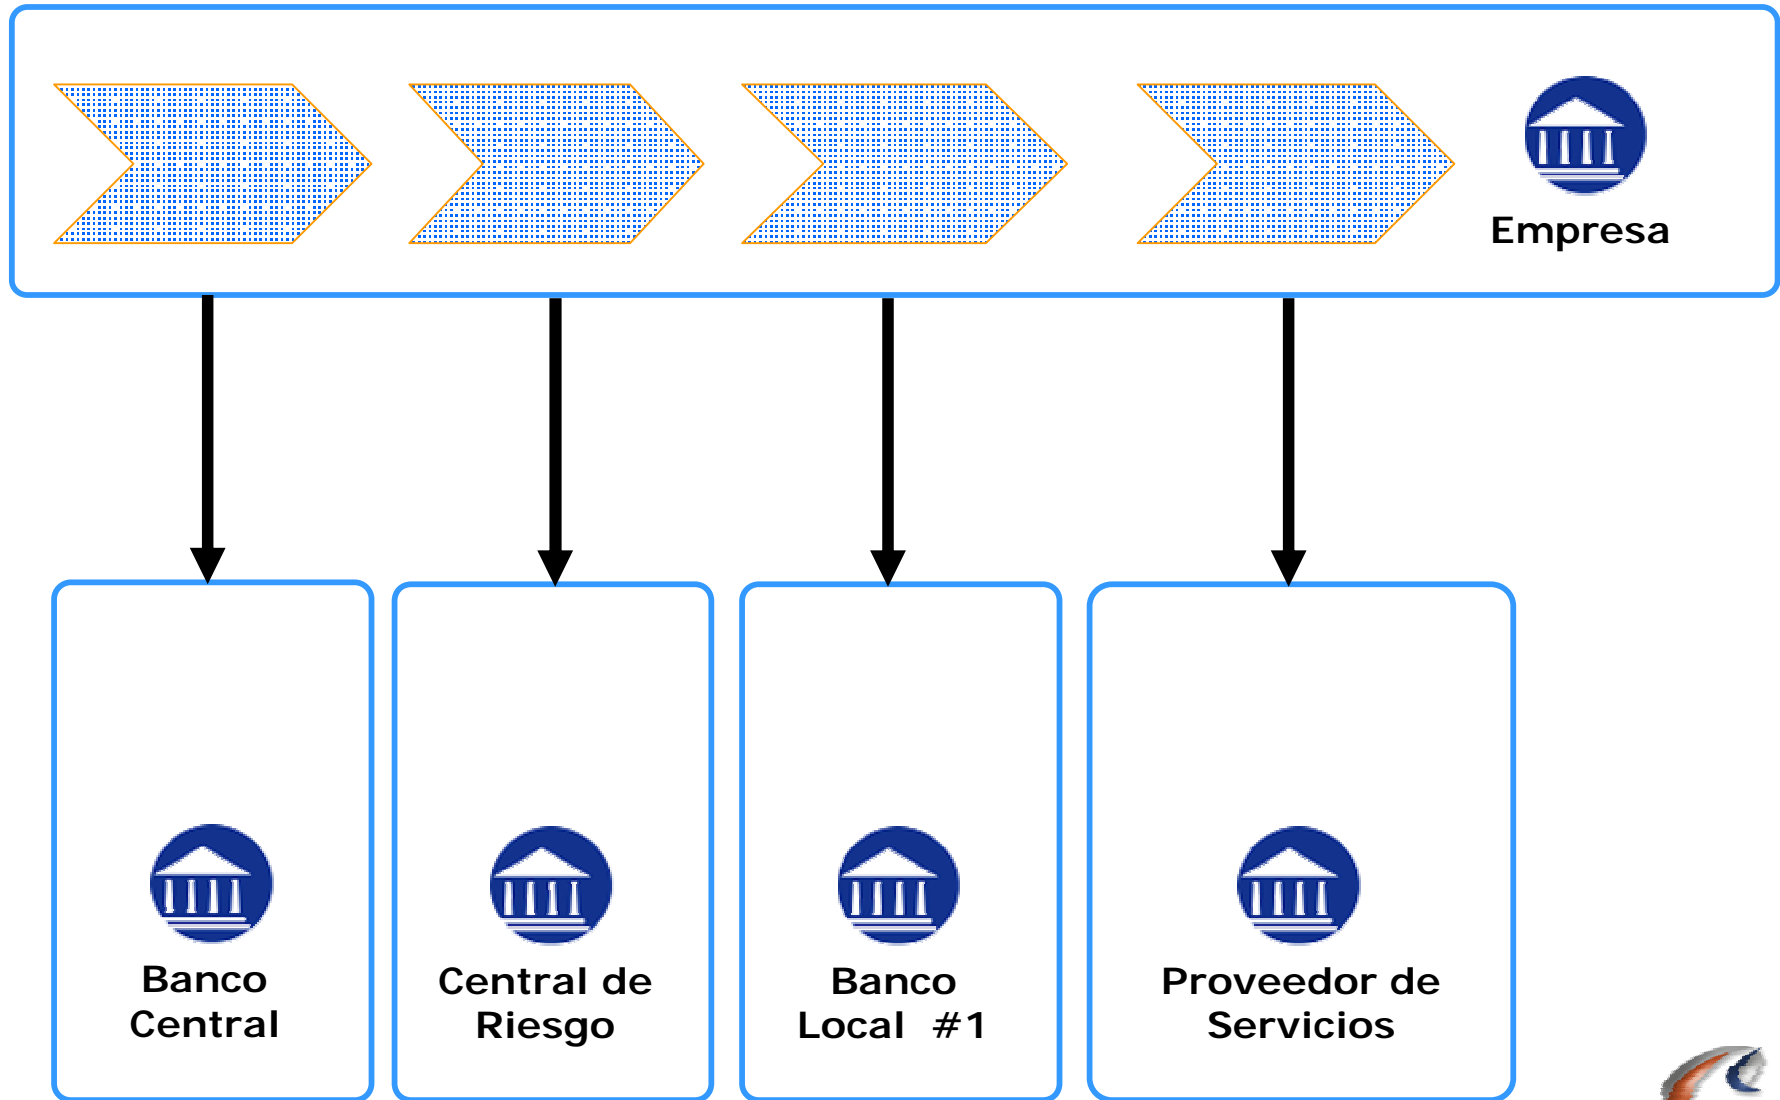 Empresa
Banco
Central
Central de
Riesgo
Banco
Local #1
Proveedor de
Servicios